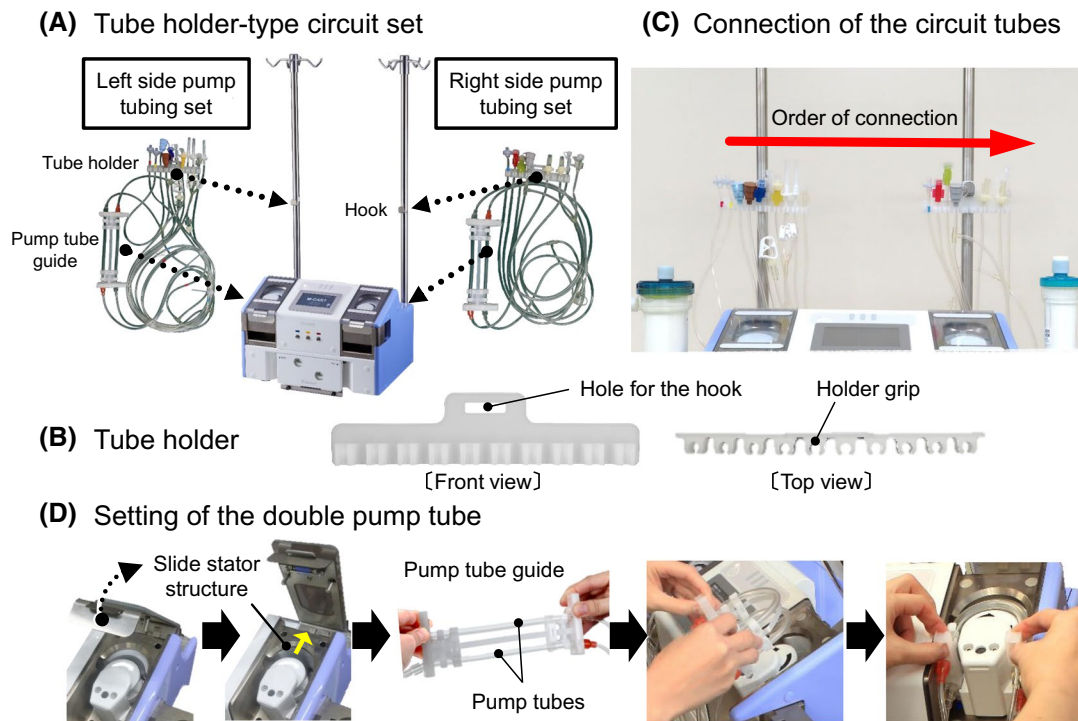 (A) Tube holder-type circuit set
Left side pump
tubing set
Right side pump
tubing set
Tube holder
Hook
Pump tube
guide
M-CART
(C) Connection of the circuit tubes
Order of connection
(B) Tube holder
Hole for the hook
Holder grip
〔Front view〕
〔Top view〕
(D) Setting of the double pump tube
Slide stator
structure
Pump tube guide
Pump tubes